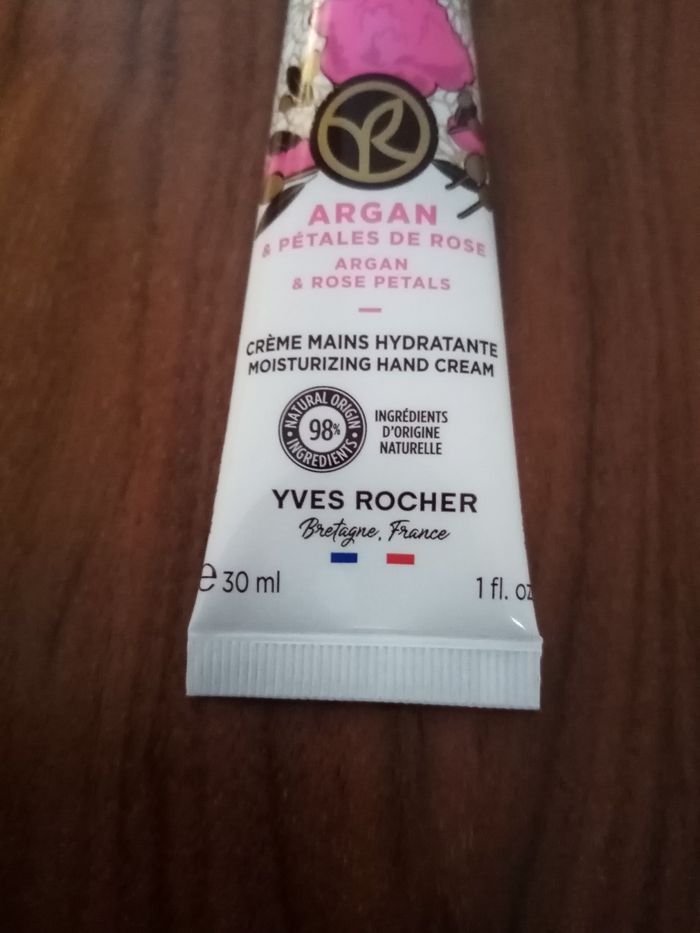 ARGAN
& PÉTALES DE ROSE
ARGAN
& ROSE PETALS
CRÈME MAINS HYDRATANTE
MOISTURIZING HAND CREAM
NATURAL ORIGIN
98%
INGREDIENTS
INGRÉDIENTS
D'ORIGINE
NATURELLE
YVES ROCHER
Bretagne, France
e 30 ml
1 fl. oz